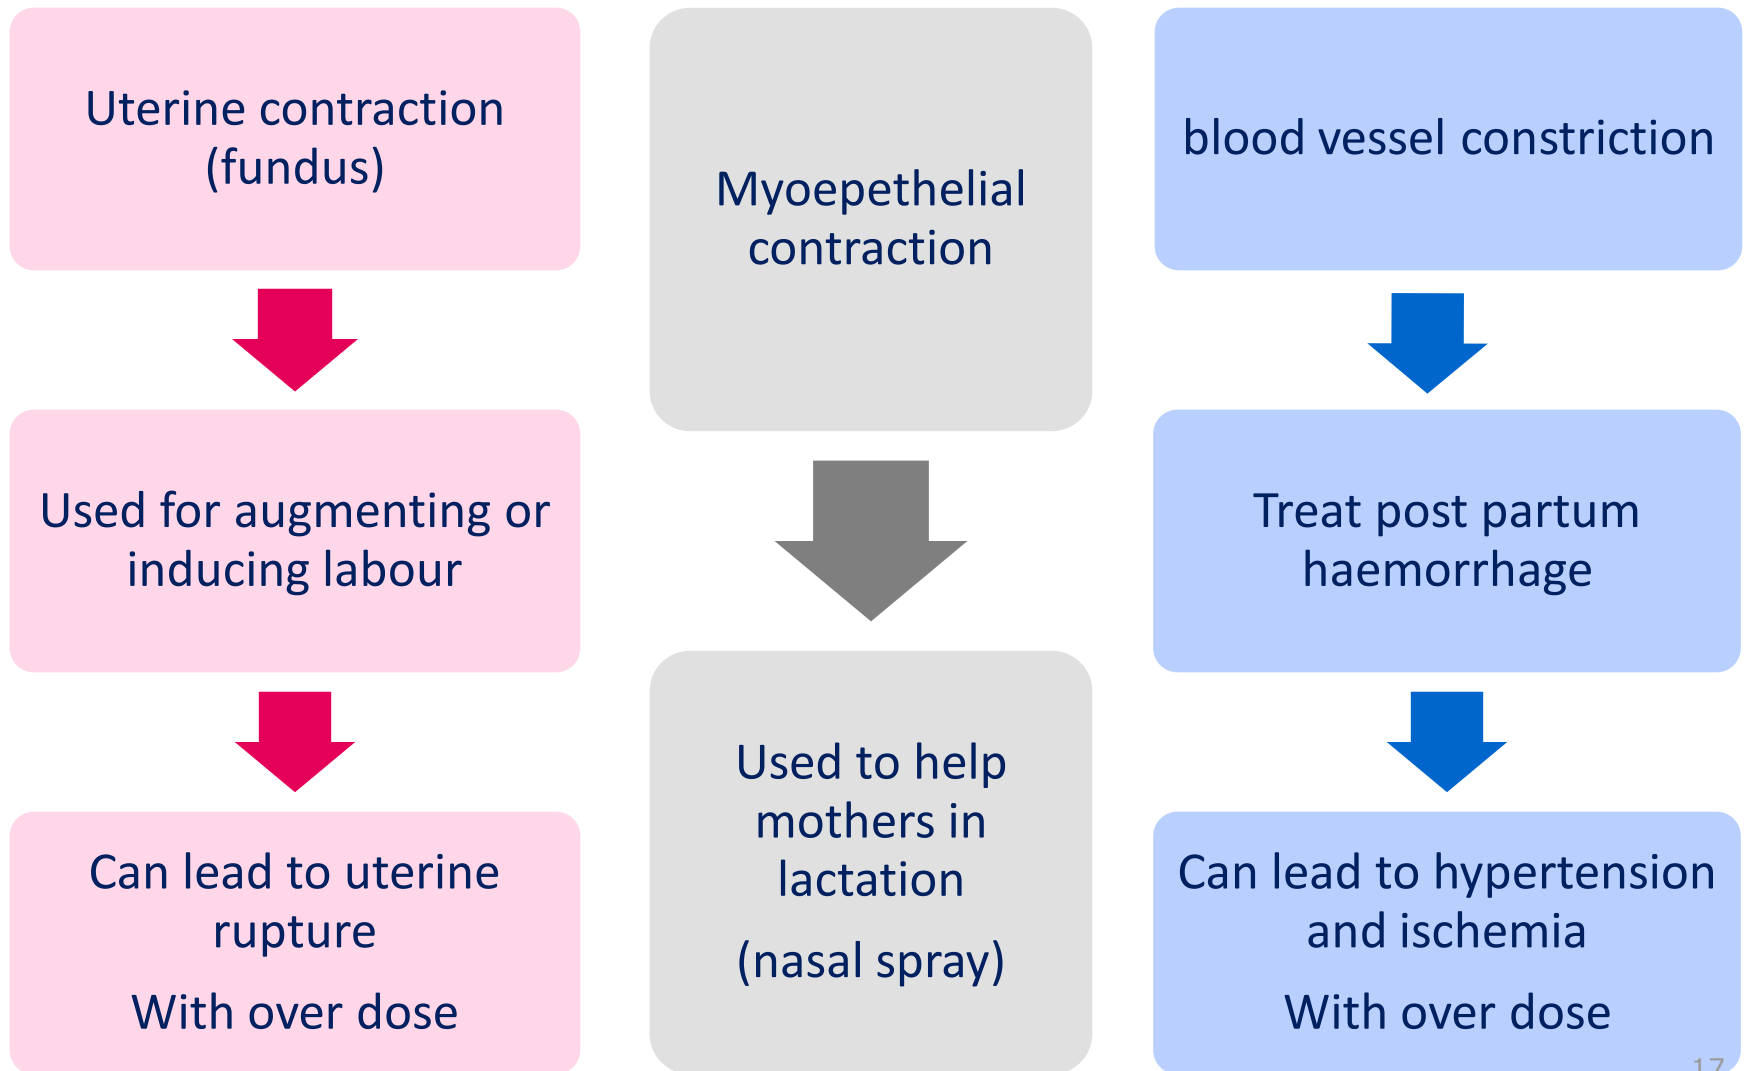 Uterine contraction
(fundus)
Used for augmenting or
inducing labour
Can lead to uterine
rupture
With over dose
Myoepethelial
contraction
Used to help
mothers in
lactation
(nasal spray)
blood vessel constriction
Treat post partum
haemorrhage
Can lead to hypertension
and ischemia
With over dose
17